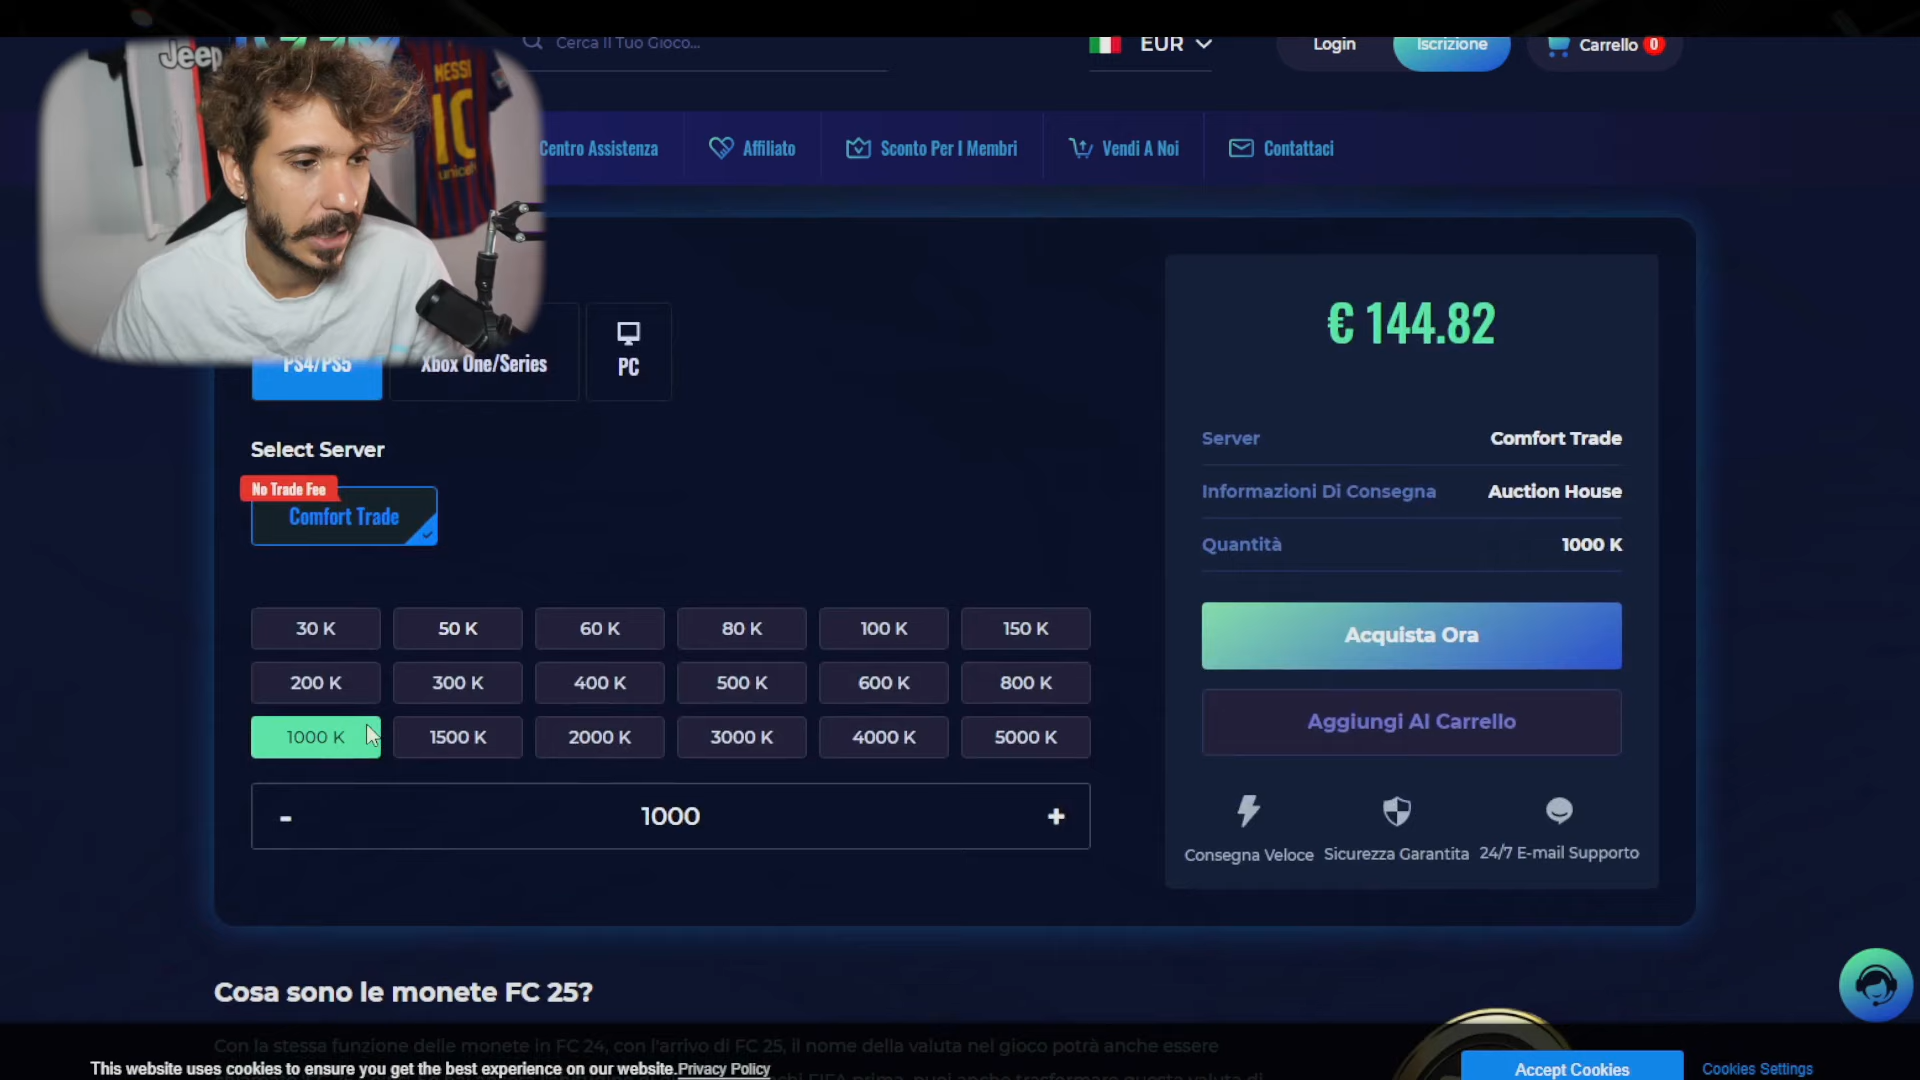 Jeep
MESSI
10
unicef
Cerca Il Tuo Gioco...
EUR
Login
Iscrizione
Carrello
0
Centro Assistenza
Affiliato
Sconto Per I Membri
Vendi A Noi
Contattaci
PS4/PS5
Xbox One/Series
PC
€ 144.82
Select Server
No Trade Fee
Comfort Trade
Server
Comfort Trade
Informazioni Di Consegna
Auction House
Quantità
1000 K
30 K
50 K
60 K
80 K
100 K
150 K
200 K
300 K
400 K
500 K
600 K
800 K
1000 K
1500 K
2000 K
3000 K
4000 K
5000 K
- 1000 +
Acquista Ora
Aggiungi Al Carrello
Consegna Veloce
Sicurezza Garantita
24/7 E-mail Supporto
Cosa sono le monete FC 25?
Con la stessa funzione delle monete in FC 24, con l'arrivo di FC 25, il nome della valuta nel gioco potrà anche essere
This website uses cookies to ensure you get the best experience on our website.Privacy Policy
Accept Cookies
Cookies Settings